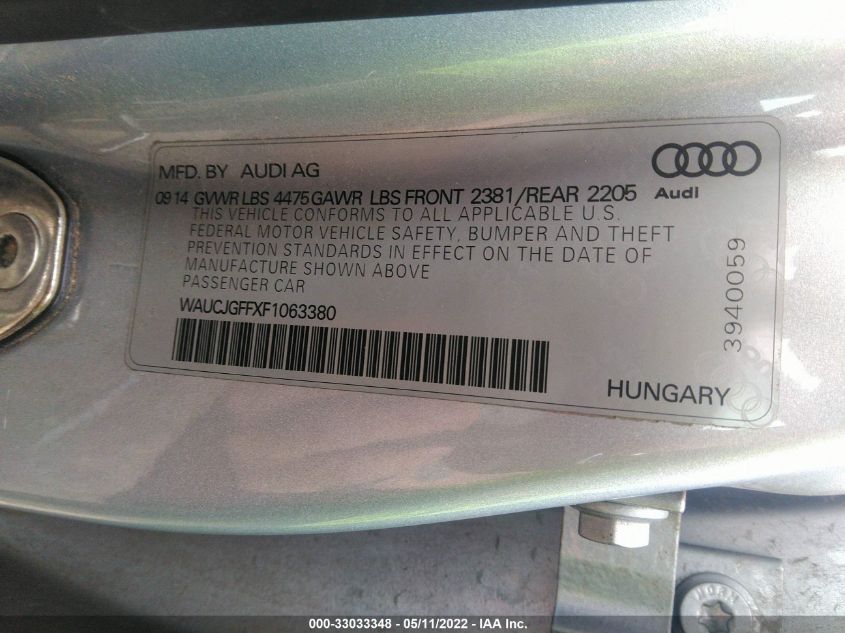 MFD. BY AUDI AG
09 14 GVWR LBS 4475 GAWR LBS FRONT 2381/REAR 2205
Audi
THIS VEHICLE CONFORMS TO ALL APPLICABLE U.S.
FEDERAL MOTOR VEHICLE SAFETY, BUMPER AND THEFT
PREVENTION STANDARDS IN EFFECT ON THE DATE OF
MANUFACTURE SHOWN ABOVE
PASSENGER CAR
WAUCJGFFXF1063380
3940059
HUNGARY
000-33033348 - 05/11/2022 - IAA Inc.